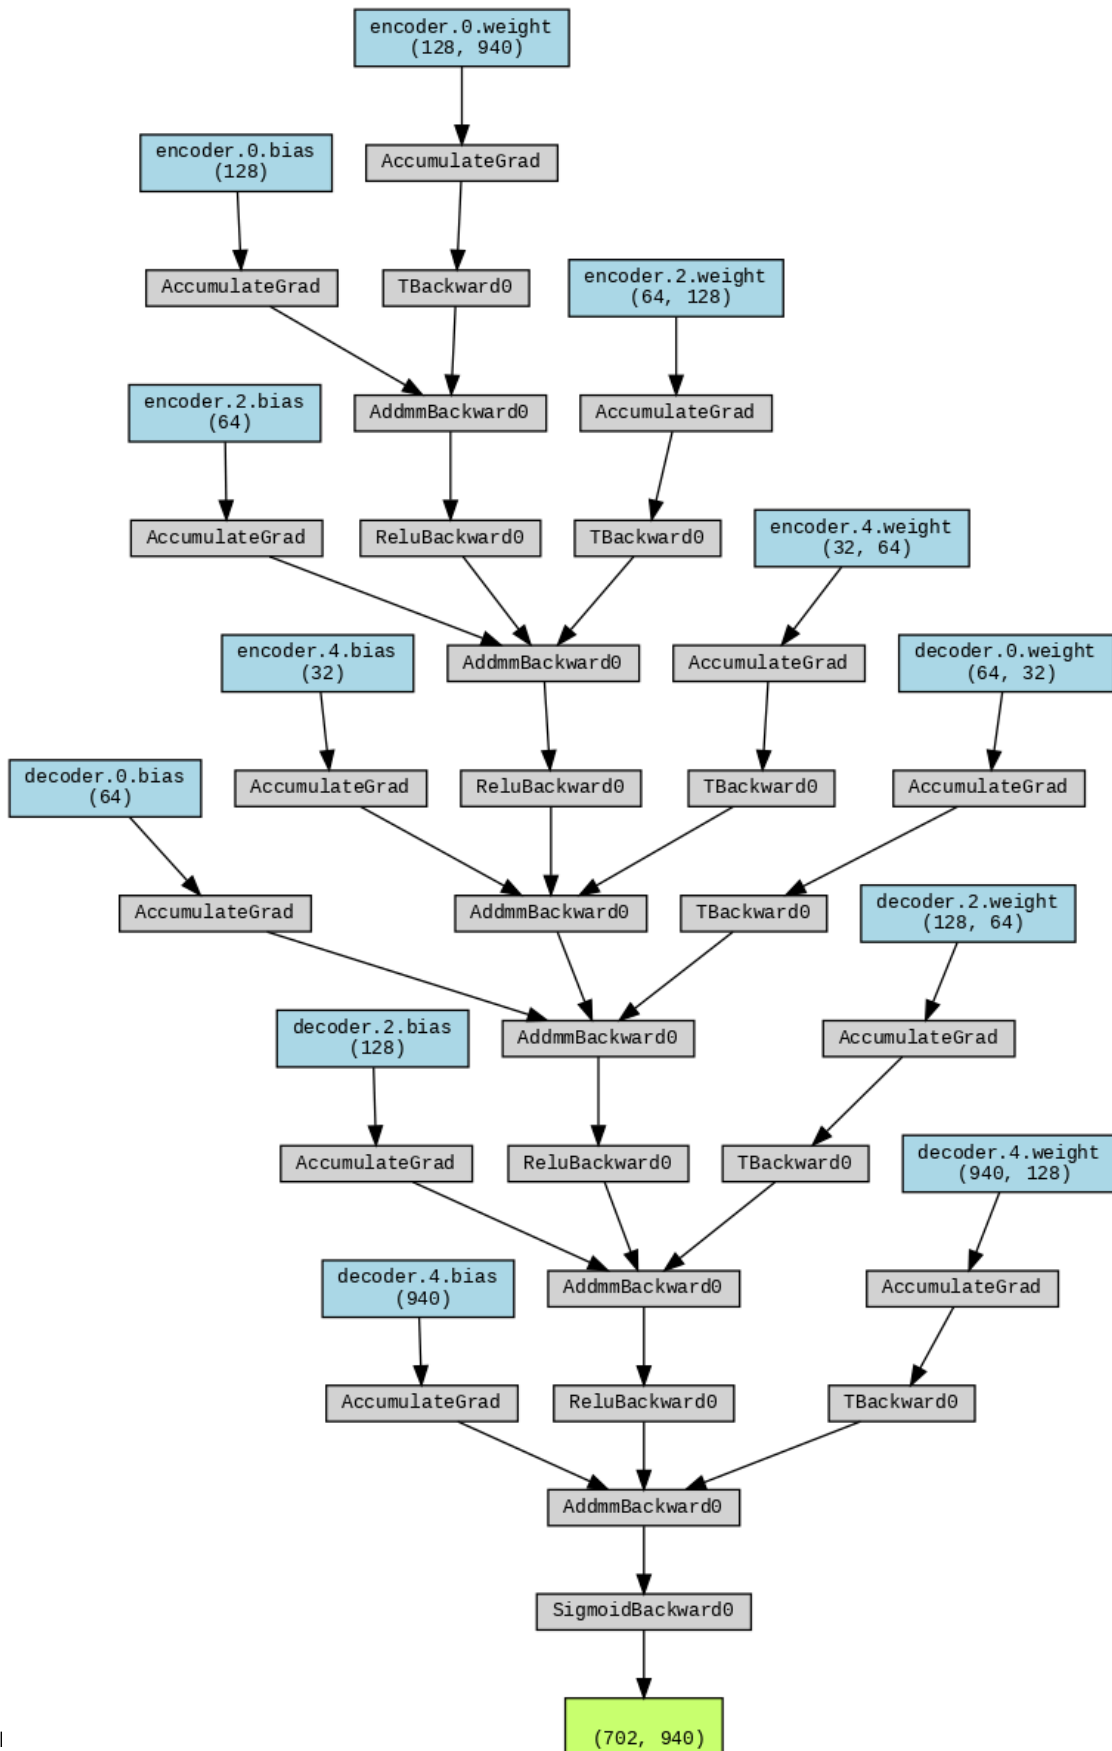 encoder.0.weight
(128, 940)
encoder.0.bias
(128)
AccumulateGrad
AccumulateGrad
TBackward0
encoder.2.weight
(64, 128)
encoder.2.bias
(64)
AddmmBackward0
AccumulateGrad
AccumulateGrad
ReluBackward0
TBackward0
encoder.4.weight
(32, 64)
encoder.4.bias
(32)
AddmmBackward0
AccumulateGrad
decoder.0.weight
(64, 32)
decoder.0.bias
(64)
AccumulateGrad
ReluBackward0
TBackward0
AccumulateGrad
AccumulateGrad
AddmmBackward0
TBackward0
decoder.2.weight
(128, 64)
decoder.2.bias
(128)
AddmmBackward0
AccumulateGrad
AccumulateGrad
ReluBackward0
TBackward0
decoder.4.weight
(940, 128)
decoder.4.bias
(940)
AddmmBackward0
AccumulateGrad
AccumulateGrad
ReluBackward0
TBackward0
AddmmBackward0
SigmoidBackward0
(702, 940)